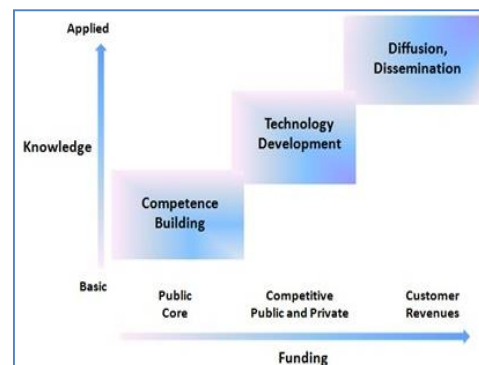 Applied
Diffusion,
Dissemination
Technology
Development
Knowledge
Competence
Building
Basic
Public
Core
Competitive
Public and Private
Customer
Revenues
Funding